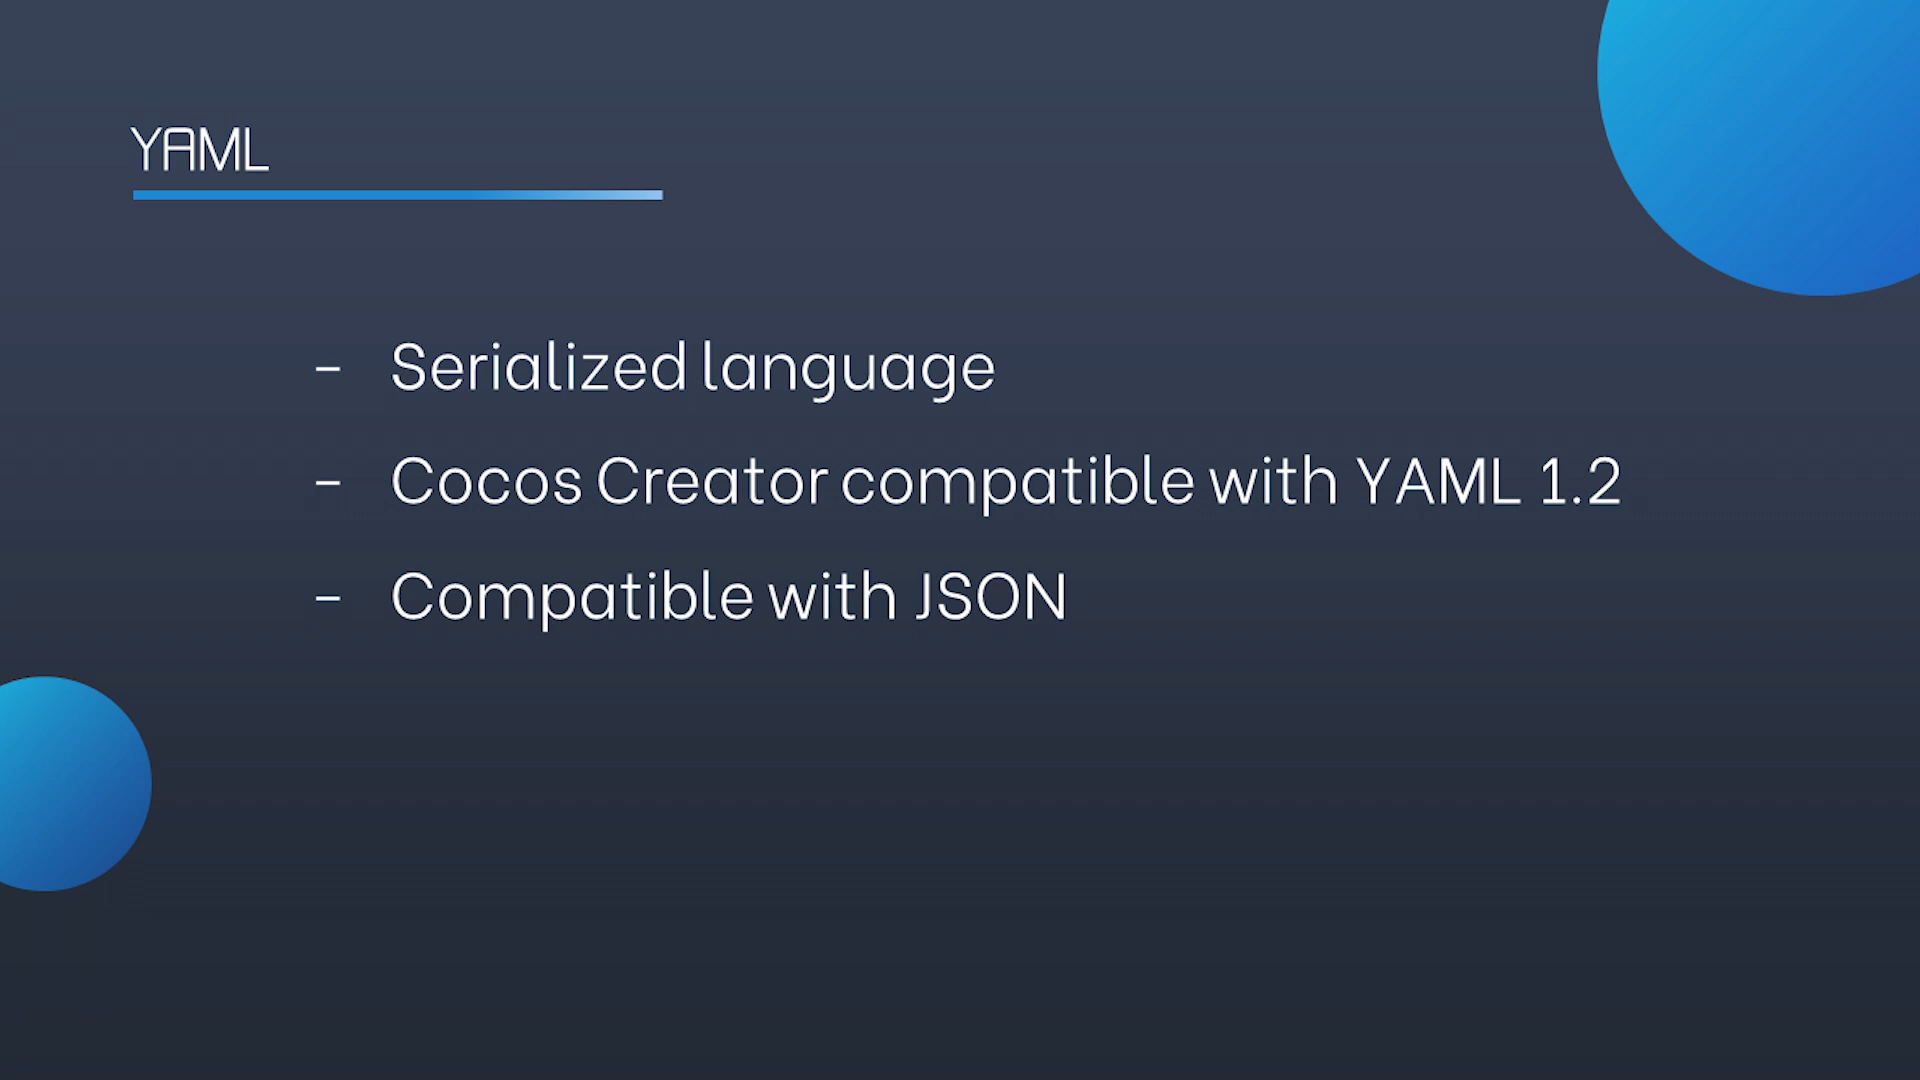 YAML
- Serialized language
- Cocos Creator compatible with YAML 1.2
- Compatible with JSON